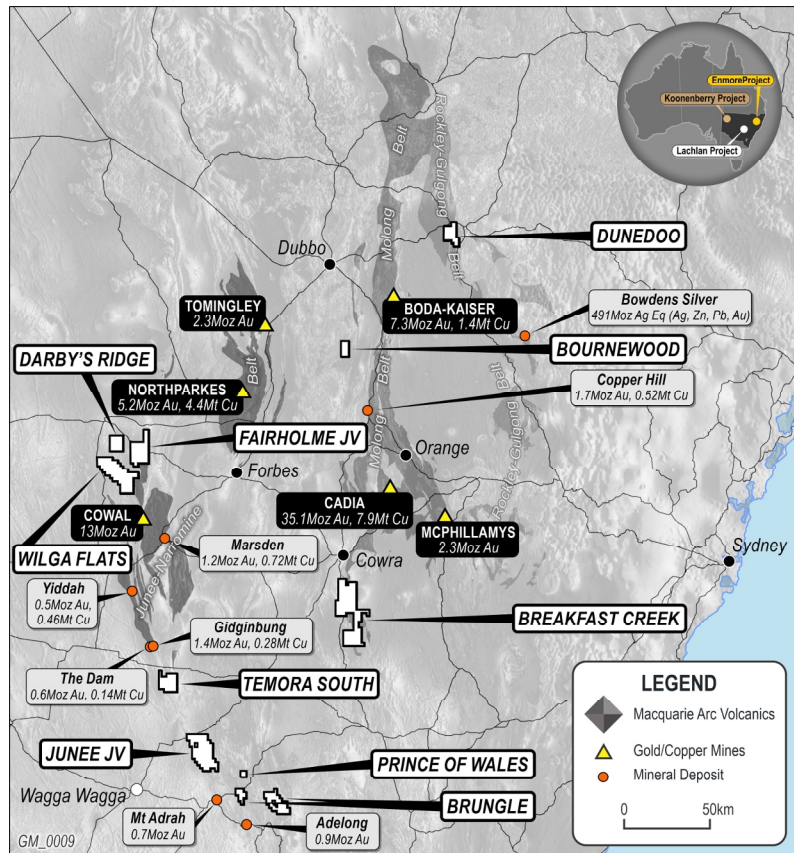 EnmoreProject
Koonenberry Project
Lachlan Project
Rockley-Gulgong
Belt
Belt
Molong
DUNEDOO
Dubbo
TOMINGLEY
2.3Moz Au
BODA-KAISER
7.3Moz Au, 1.4Mt Cu
Bowdens Silver
491Moz Ag Eq (Ag, Zn, Pb, Au)
DARBY'S RIDGE
BOURNEWOOD
Belt
Belt
NORTHPARKES
5.2Moz Au, 4.4Mt Cu
Copper Hill
1.7Moz Au, 0.52Mt Cu
FAIRHOLME JV
Molong
Orange
Rockley-Gulgong Belt
Forbes
CADIA
35.1Moz Au, 7.9Mt Cu
COWAL
13Moz Au
MCPHILLAMYS
2.3Moz Au
WILGA FLATS
Marsden
1.2Moz Au, 0.72Mt Cu
Cowra
Sydney
Junee-Narromine
Yiddah
0.5Moz Au,
0.46Mt Cu
BREAKFAST CREEK
Gidginbung
1.4Moz Au, 0.28Mt Cu
The Dam
0.6Moz Au, 0.14Mt Cu
TEMORA SOUTH
LEGEND
Macquarie Arc Volcanics
Gold/Copper Mines
Mineral Deposit
0 50km
JUNEE JV
PRINCE OF WALES
Wagga Wagga
BRUNGLE
Mt Adrah
0.7Moz Au
Adelong
0.9Moz Au
GM_0009